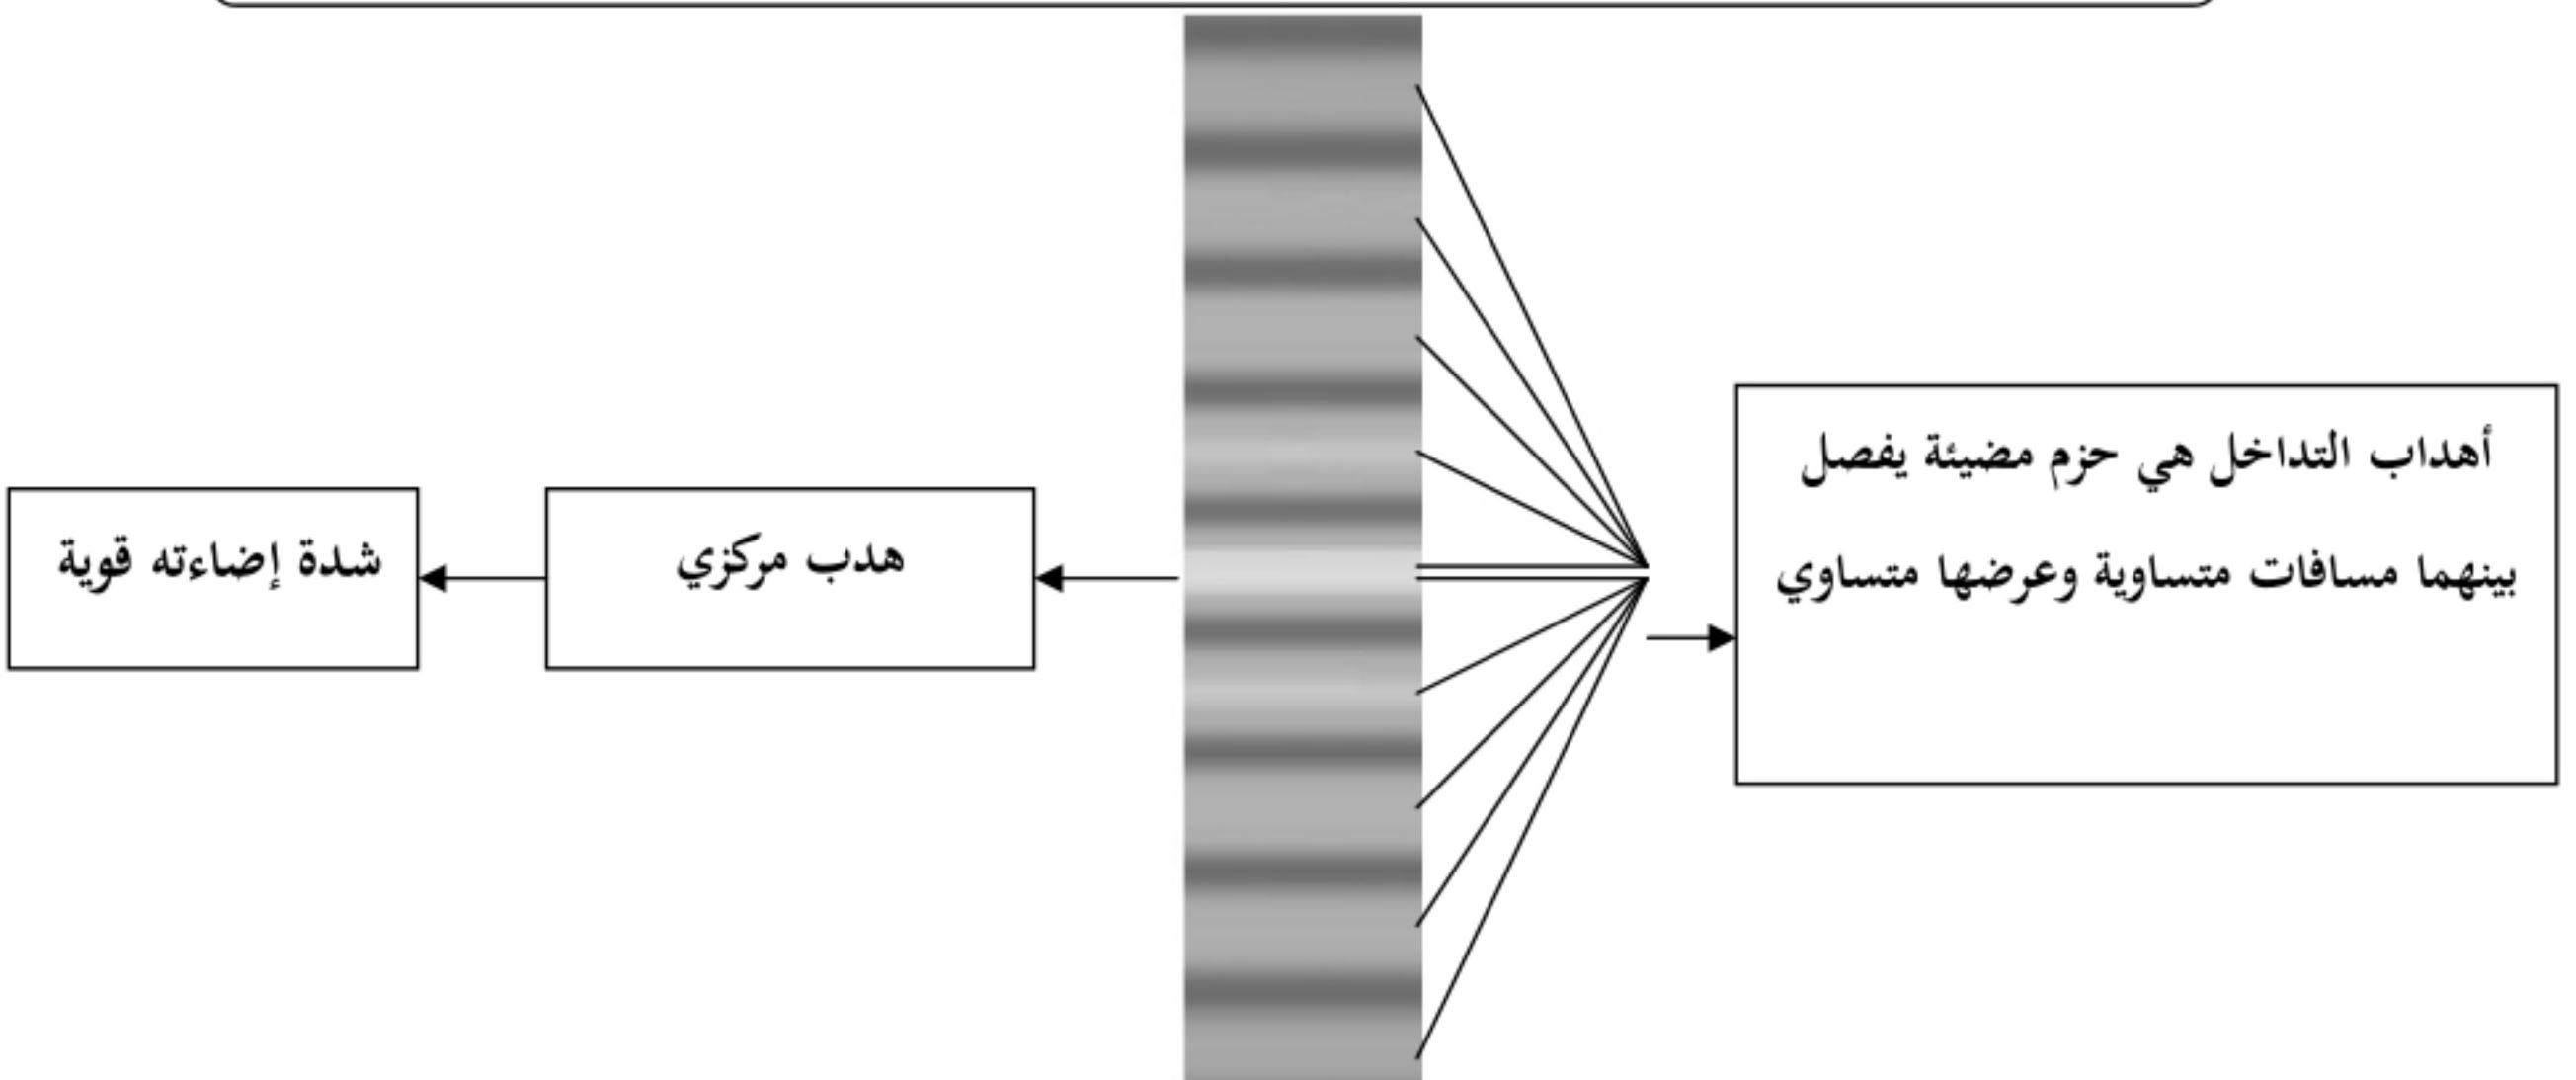 أهداب التداخل هي حزم مضيئة يفصل
بينهما مسافات متساوية وعرضها متساوي
هدب مركزي
شدة إضاءته قوية